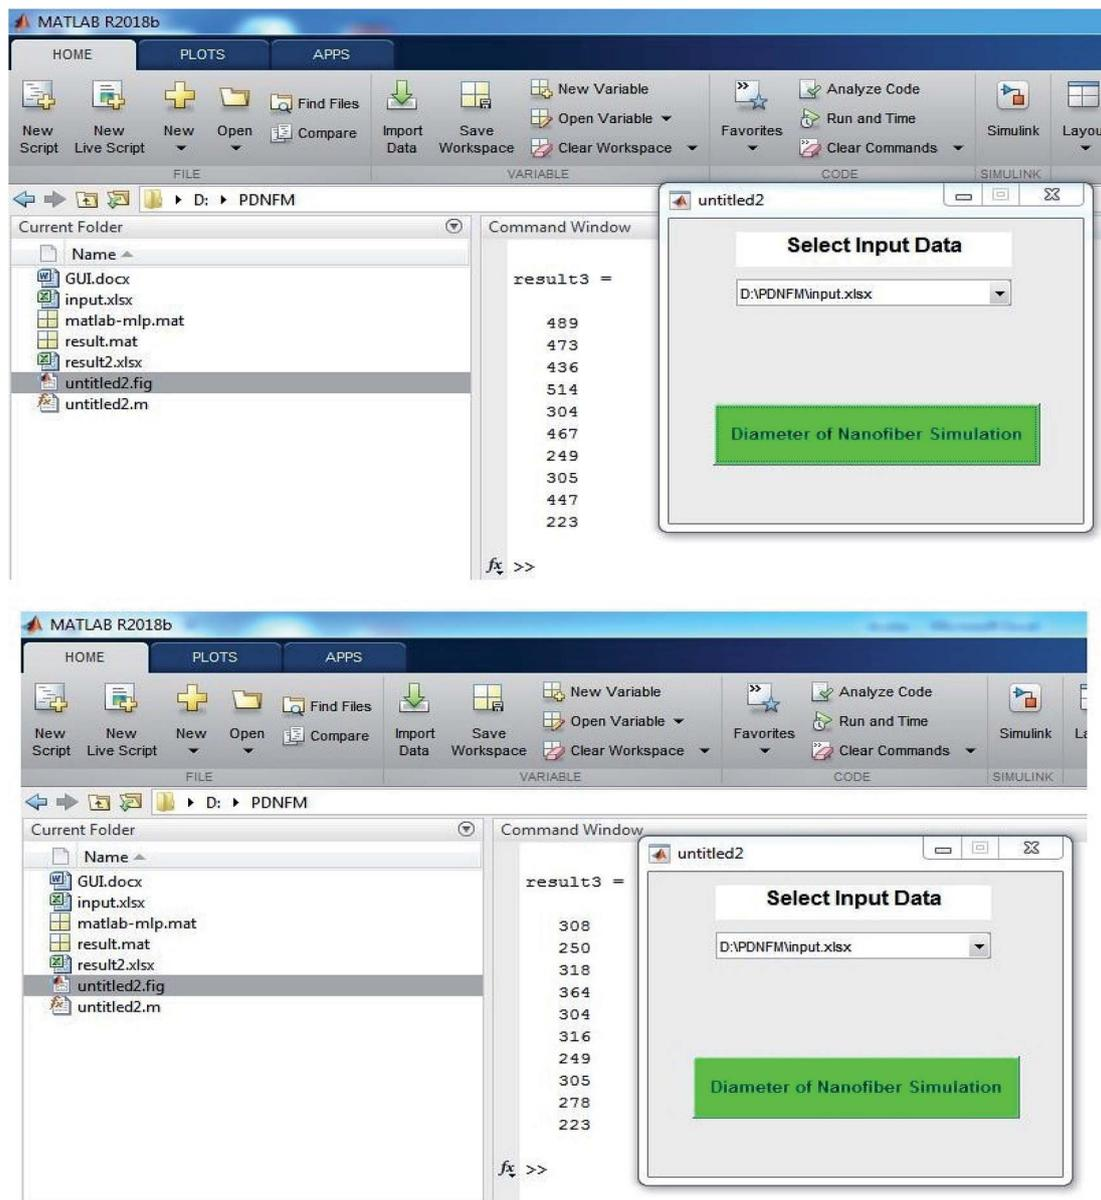 MATLAB R2018b
HOME PLOTS APPS
New Script
New Live Script
New
Open
Find Files
Compare
Import Data
Save Workspace
New Variable
Open Variable
Clear Workspace
Favorites
Analyze Code
Run and Time
Clear Commands
Simulink
Layou
FILE VARIABLE CODE SIMULINK
D: PDNFM
Current Folder
Name
GUI.docx
input.xlsx
matlab-mlp.mat
result.mat
result2.xlsx
untitled2.fig
untitled2.m
Command Window
result3 =
489
473
436
514
304
467
249
305
447
223
fx >>
untitled2
Select Input Data
D:\PDNFM\input.xlsx
Diameter of Nanofiber Simulation
MATLAB R2018b
HOME PLOTS APPS
New Script
New Live Script
New
Open
Find Files
Compare
Import Data
Save Workspace
New Variable
Open Variable
Clear Workspace
Favorites
Analyze Code
Run and Time
Clear Commands
Simulink
FILE VARIABLE CODE SIMULINK
D: PDNFM
Current Folder
Name
GUI.docx
input.xlsx
matlab-mlp.mat
result.mat
result2.xlsx
untitled2.fig
untitled2.m
Command Window
result3 =
308
250
318
364
304
316
249
305
278
223
fx >>
untitled2
Select Input Data
D:\PDNFM\input.xlsx
Diameter of Nanofiber Simulation